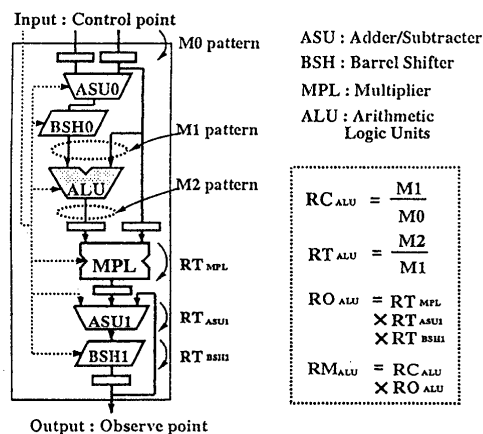 Input : Control point
M0 pattern
ASU0
BSH0
M1 pattern
ALU
M2 pattern
MPL
RT MPL
ASU1
RT ASU1
BSH1
RT BSH1
Output : Observe point
ASU : Adder/Subtracter
BSH : Barrel Shifter
MPL : Multiplier
ALU : Arithmetic
Logic Units
RC ALU = M1 / M0
RT ALU = M2 / M1
RO ALU = RT MPL
× RT ASU1
× RT BSH1
RM ALU = RC ALU
× RO ALU